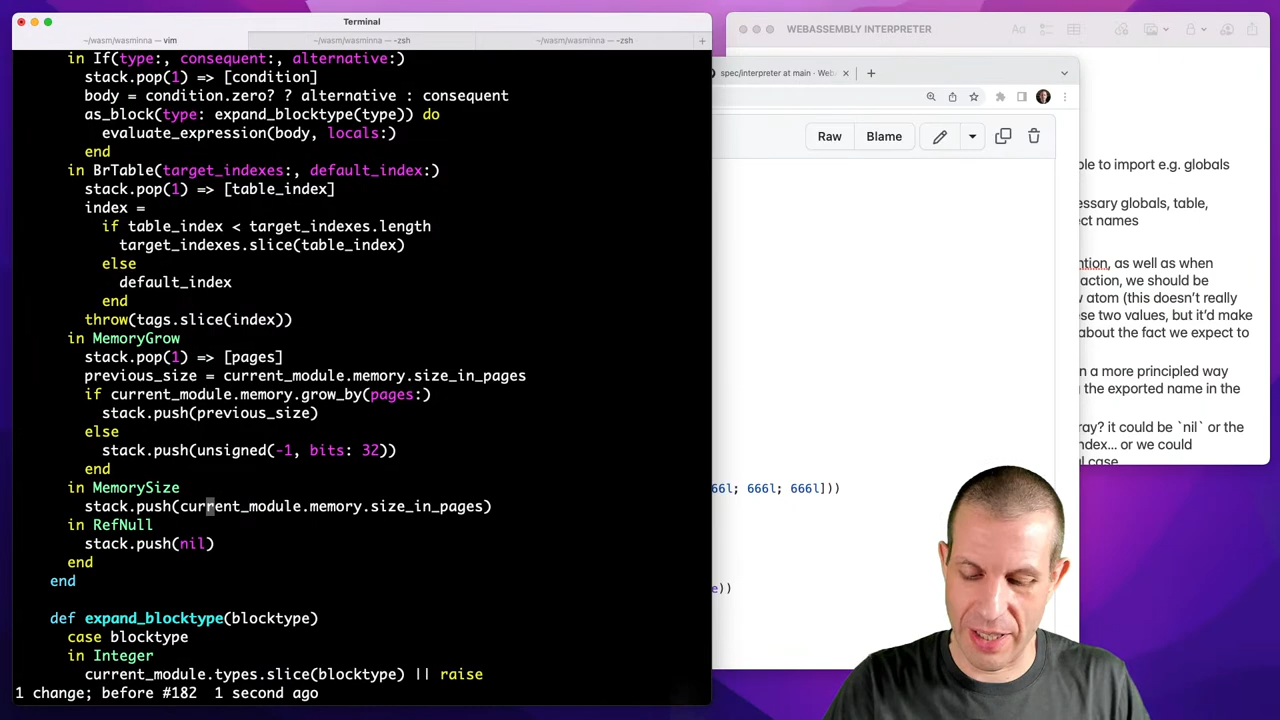 Terminal
~/wasm/wasminna — vim
~/wasm/wasminna — -zsh
~/wasm/wasminna — -zsh
+
in If(type:, consequent:, alternative:)
stack.pop(1) => [condition]
body = condition.zero? ? alternative : consequent
as_block(type: expand_blocktype(type)) do
evaluate_expression(body, locals:)
end
in BrTable(target_indexes:, default_index:)
stack.pop(1) => [table_index]
index =
if table_index < target_indexes.length
target_indexes.slice(table_index)
else
default_index
end
throw(tags.slice(index))
in MemoryGrow
stack.pop(1) => [pages]
previous_size = current_module.memory.size_in_pages
if current_module.memory.grow_by(pages:)
stack.push(previous_size)
else
stack.push(unsigned(-1, bits: 32))
end
in MemorySize
stack.push(current_module.memory.size_in_pages)
in RefNull
stack.push(nil)
end
end
def expand_blocktype(blocktype)
case blocktype
in Integer
current_module.types.slice(blocktype) || raise
1 change; before #182  1 second ago
WEBASSEMBLY INTERPRETER
Aa
spec/interpreter at main · Web
Raw
Blame
66l; 666l; 666l]))
e))
ble to import e.g. globals
essary globals, table,
ect names
ntion, as well as when
action, we should be
w atom (this doesn't really
ese two values, but it'd make
about the fact we expect to
n a more principled way
g the exported name in the
ray? it could be `nil` or the
ndex... or we could
al case